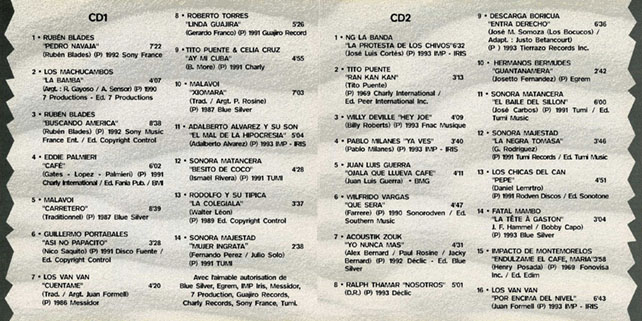 CD1
1 • RUBÉN BLADES
"PEDRO NAVAJA" 7'22
(Rubén Blades) (P) 1992 Sony France
2 • LOS MACHUCAMBOS
"LA BAMBA" 4'07
(Argt. : R. Gayoso / A. Sensor) (P) 1990
7 Productions - Ed. 7 Productions
3 • RUBÉN BLADES
"BUSCANDO AMERICA" 8'38
(Rubén Blades) (P) 1992 Sony Music
France Ent. / Ed. Copyright Control
4 • EDDIE PALMIERI
"CAFÉ" 6'02
(Gates - Lopez - Palmieri) (P) 1991
Charly International / Ed. Fania Pub. / BMI
5 • MALAVOI
"CARRETERO" 8'39
(Traditionnel) (P) 1987 Blue Silver
6 • GUILLERMO PORTABALES
"ASI NO PAPACITO" 3'28
(Nico Saquito) (P) 1991 Disco Fuente /
Ed. Copyright Control
7 • LOS VAN VAN
"CUENTAME" 4'20
(Trad. / Argt. Juan Formell)
(P) 1986 Messidor
8 • ROBERTO TORRES
"LINDA GUAJIRA" 5'26
(Gerardo Franco) (P) 1991 Guajiro Record
9 • TITO PUENTE & CELIA CRUZ
"AY MI CUBA" 4'55
(B. More) (P) 1991 Charly
10 • MALAVOI
"XIOMARA" 7'03
(Trad. / Argt. P. Rosine)
(P) 1987 Blue Silver
11 • ADALBERTO ALVAREZ Y SU SON
"EL MAL DE LA HIPOCRESIA" 5'04
(Adalberto Alvarez) (P) 1993 IMP - IRIS
12 • SONORA MATANCERA
"BESITO DE COCO" 4'28
(Ismaël Rivera) (P) 1991 TUMI
13 • RODOLFO Y SU TIPICA
"LA COLEGIALA" 3'37
(Walter Léon)
(P) 1989 Ed. Copyright Control
14 • SONORA MAJESTAD
"MUJER INGRATA" 2'38
(Fernando Perez / Julio Solo)
(P) 1991 TUMI
Avec l'aimable autorisation de
Blue Silver, Egrem, IMP Iris, Messidor,
7 Production, Guajiro Records,
Charly Records, Sony France, Tumi.
CD2
1 • NG LA BANDA
"LA PROTESTA DE LOS CHIVOS" 6'32
(José Luis Cortés) (P) 1993 IMP - IRIS
2 • TITO PUENTE
"RAN KAN KAN" 3'13
(Tito Puente)
(P) 1969 Charly International /
Ed. Peer International Inc.
3 • WILLY DEVILLE "HEY JOE" 4'09
(Billy Roberts) (P) 1993 Fnac Musique
4 • PABLO MILANES "YA VES" 3'40
(Pablo Milanes) (P) 1993 IMP - IRIS
5 • JUAN LUIS GUERRA
"OJALA QUE LLUEVA CAFE" 4'11
(Juan Luis Guerra) • BMG
6 • WILFRIDO VARGAS
"QUE SERA" 4'47
(Farrere) (P) 1990 Sonorodven / Ed.
Southern Music
7 • ACOUSTIK ZOUK
"YO NUNCA MAS" 4'31
(Alex Bernard / Paul Rosine / Jacky
Bernard) (P) 1992 Déclic - Ed. Blue
Silver
8 • RALPH THAMAR "NOSOTROS" 5'01
(D.R.) (P) 1993 Déclic
9 • DESCARGA BORICUA
"ENTRA DERECHO" 6'36
(José M. Somoza (Los Bocucos) /
Adapt. : Justo Betancourt)
(P) 1993 Tierrazo Records Inc.
10 • HERMANOS BERMUDES
"GUANTANAMERA" 2'42
(Josetito Fernandez) (P) Egrem
11 • SONORA MATANCERA
"EL BAILE DEL SILLON" 6'00
(José Carbos) (P) 1991 Tumi / Ed.
Tumi Music
12 • SONORA MAJESTAD
"LA NEGRA TOMASA" 3'46
(G. Rodriguez)
(P) 1991 Tumi Records / Ed. Tumi Music
13 • LOS CHICAS DEL CAN
"PEPE" 4'51
(Daniel Lemrtro)
(P) 1991 Rodven Discos / Ed. Sonotone
14 • FATAL MAMBO
"LA TÊTE À GASTON" 3'04
(J. F. Hammel / Bobby Capo)
(P) 1993 Blue Silver
15 • IMPACTO DE MONTEMORELOS
"ENDULZAME EL CAFE, MARIA" 3'58
(Henry Posada) (P) 1969 Fonovisa
Inc. / Ed. Edim
16 • LOS VAN VAN
"POR ENCIMA DEL NIVEL" 6'43
(Juan Formell) (P) 1993 IMP - IRIS